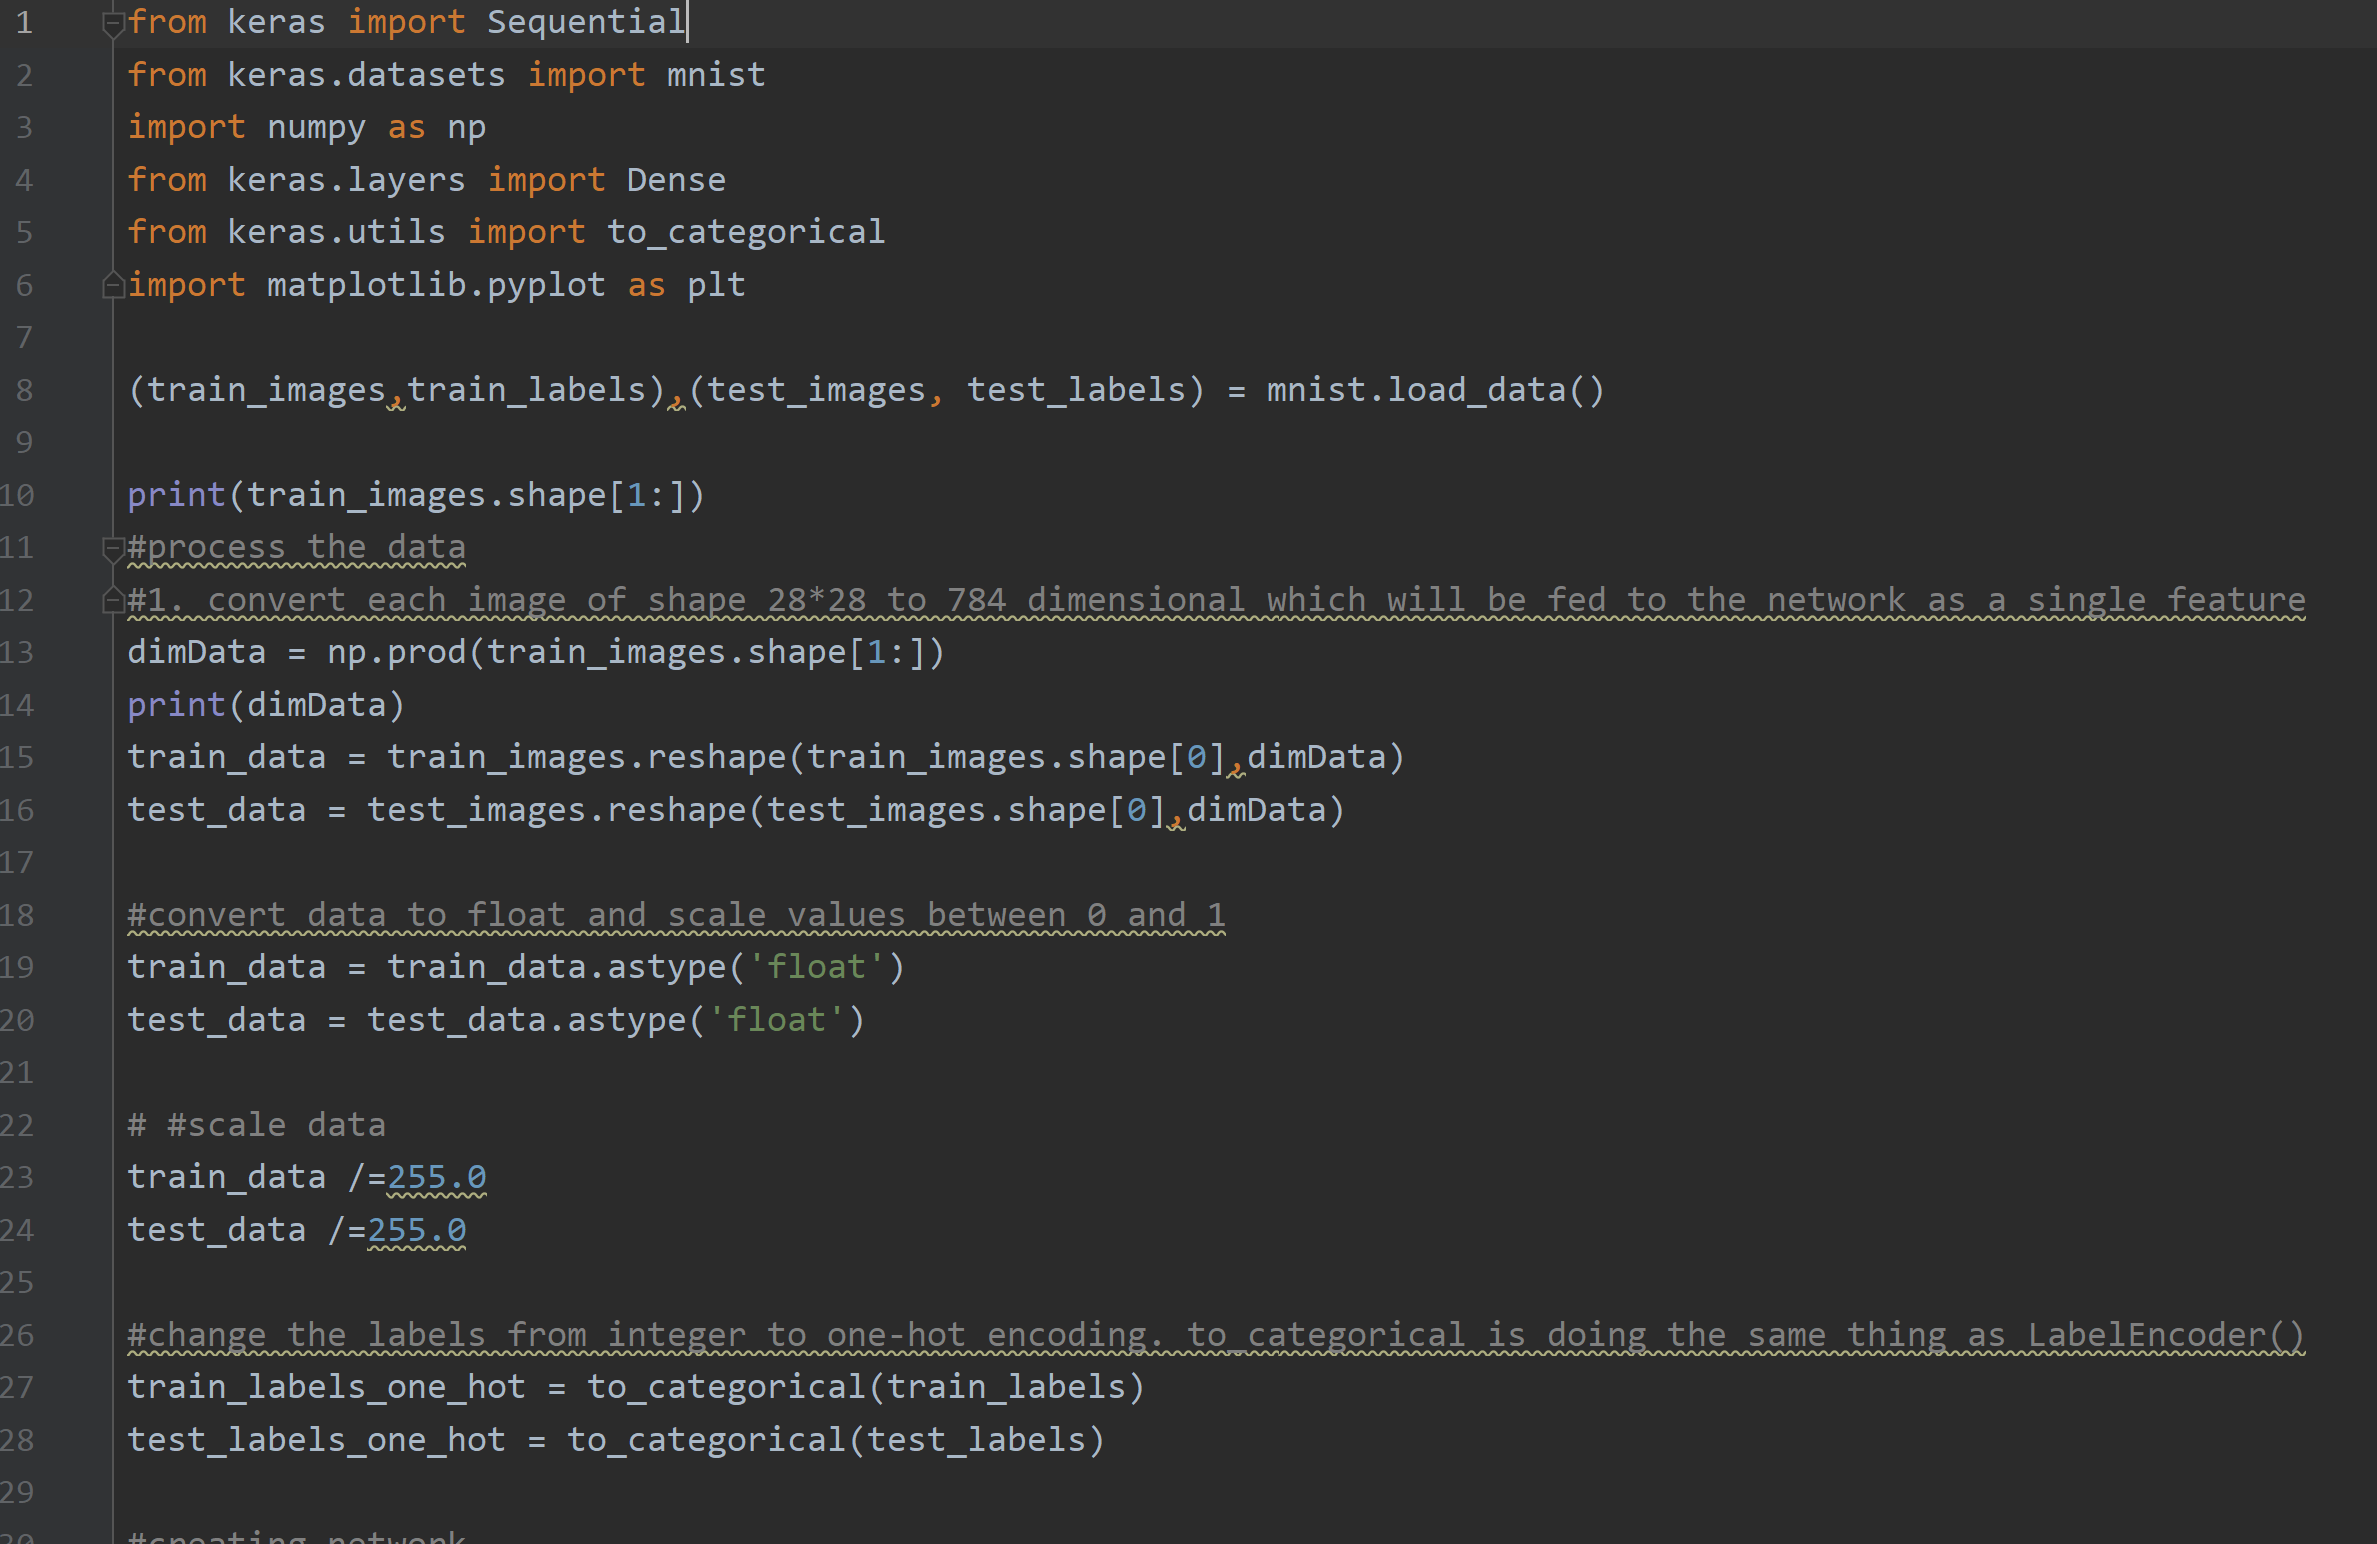 1 from keras import Sequential
2 from keras.datasets import mnist
3 import numpy as np
4 from keras.layers import Dense
5 from keras.utils import to_categorical
6 import matplotlib.pyplot as plt
7
8 (train_images,train_labels),(test_images, test_labels) = mnist.load_data()
9
10 print(train_images.shape[1:])
11 #process the data
12 #1. convert each image of shape 28*28 to 784 dimensional which will be fed to the network as a single feature
13 dimData = np.prod(train_images.shape[1:])
14 print(dimData)
15 train_data = train_images.reshape(train_images.shape[0],dimData)
16 test_data = test_images.reshape(test_images.shape[0],dimData)
17
18 #convert data to float and scale values between 0 and 1
19 train_data = train_data.astype('float')
20 test_data = test_data.astype('float')
21
22 # #scale data
23 train_data /=255.0
24 test_data /=255.0
25
26 #change the labels from integer to one-hot encoding. to_categorical is doing the same thing as LabelEncoder()
27 train_labels_one_hot = to_categorical(train_labels)
28 test_labels_one_hot = to_categorical(test_labels)
29
30 #creating network